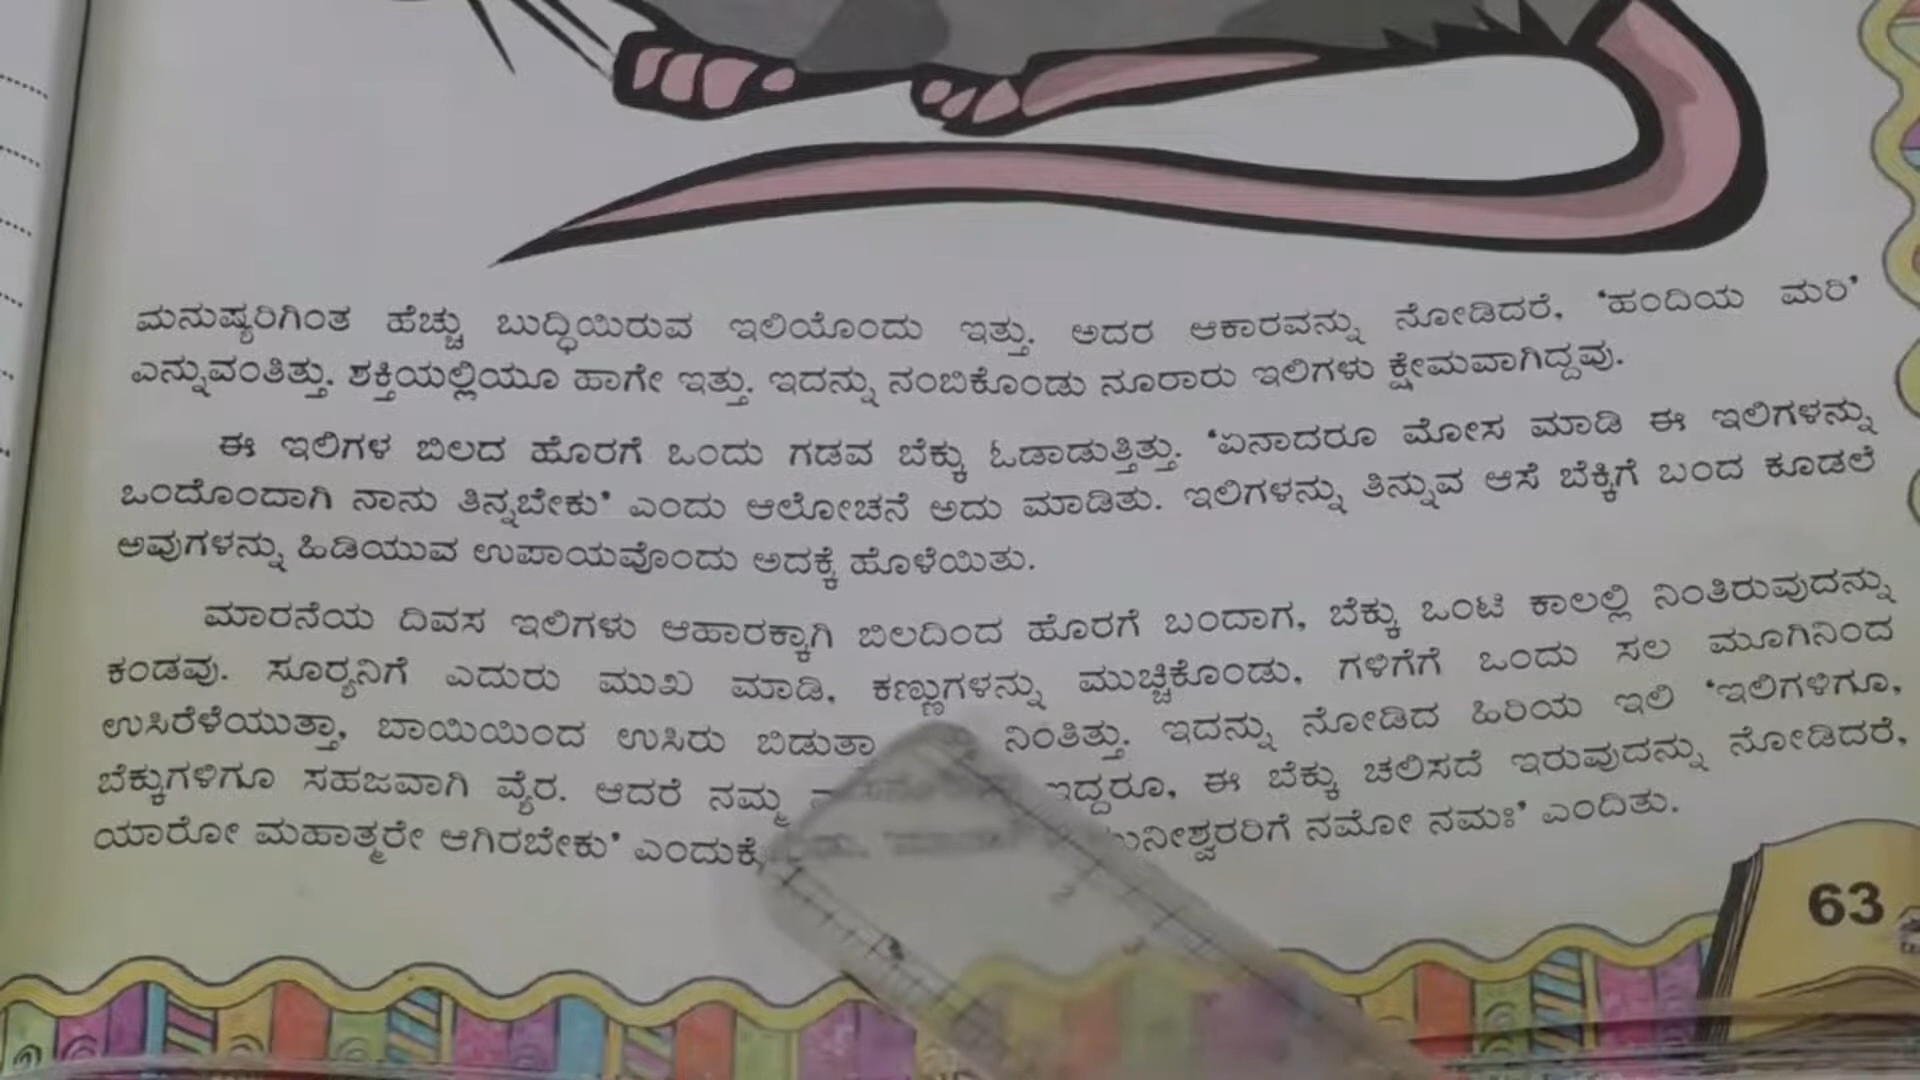 ಮನುಷ್ಯರಿಗಿಂತ ಹೆಚ್ಚು ಬುದ್ಧಿಯಿರುವ ಇಲಿಯೊಂದು ಇತ್ತು. ಅದರ ಆಕಾರವನ್ನು ನೋಡಿದರೆ, ‘ಹಂದಿಯ ಮರಿ’
ಎನ್ನುವಂತಿತ್ತು. ಶಕ್ತಿಯಲ್ಲಿಯೂ ಹಾಗೇ ಇತ್ತು. ಇದನ್ನು ನಂಬಿಕೊಂಡು ನೂರಾರು ಇಲಿಗಳು ಕ್ಷೇಮವಾಗಿದ್ದವು.
ಈ ಇಲಿಗಳ ಬಿಲದ ಹೊರಗೆ ಒಂದು ಗಡವ ಬೆಕ್ಕು ಓಡಾಡುತ್ತಿತ್ತು. ‘ಏನಾದರೂ ಮೋಸ ಮಾಡಿ ಈ ಇಲಿಗಳನ್ನು
ಒಂದೊಂದಾಗಿ ನಾನು ತಿನ್ನಬೇಕು’ ಎಂದು ಆಲೋಚನೆ ಅದು ಮಾಡಿತು. ಇಲಿಗಳನ್ನು ತಿನ್ನುವ ಆಸೆ ಬೆಕ್ಕಿಗೆ ಬಂದ ಕೂಡಲೆ
ಅವುಗಳನ್ನು ಹಿಡಿಯುವ ಉಪಾಯವೊಂದು ಅದಕ್ಕೆ ಹೊಳೆಯಿತು.
ಮಾರನೆಯ ದಿವಸ ಇಲಿಗಳು ಆಹಾರಕ್ಕಾಗಿ ಬಿಲದಿಂದ ಹೊರಗೆ ಬಂದಾಗ, ಬೆಕ್ಕು ಒಂಟಿ ಕಾಲಲ್ಲಿ ನಿಂತಿರುವುದನ್ನು
ಕಂಡವು. ಸೂರ‍್ಯನಿಗೆ ಎದುರು ಮುಖ ಮಾಡಿ, ಕಣ್ಣುಗಳನ್ನು ಮುಚ್ಚಿಕೊಂಡು, ಗಳಿಗೆಗೆ ಒಂದು ಸಲ ಮೂಗಿನಿಂದ
ಉಸಿರೆಳೆಯುತ್ತಾ, ಬಾಯಿಯಿಂದ ಉಸಿರು ಬಿಡುತಾ ನಿಂತಿತ್ತು. ಇದನ್ನು ನೋಡಿದ ಹಿರಿಯ ಇಲಿ ‘ಇಲಿಗಳಿಗೂ,
ಬೆಕ್ಕುಗಳಿಗೂ ಸಹಜವಾಗಿ ವೈರ. ಆದರೆ ನಮ್ಮ ಇದ್ದರೂ, ಈ ಬೆಕ್ಕು ಚಲಿಸದೆ ಇರುವುದನ್ನು ನೋಡಿದರೆ,
ಯಾರೋ ಮಹಾತ್ಮರೇ ಆಗಿರಬೇಕು’ ನಮೋ ನಮಃ’ ಎಂದಿತು.
63